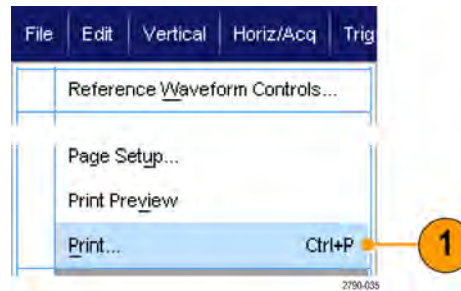 File Edit Vertical Horiz/Acq Trig
Reference Waveform Controls...
Page Setup...
Print Preview
Print... Ctrl+P
1
2790-035